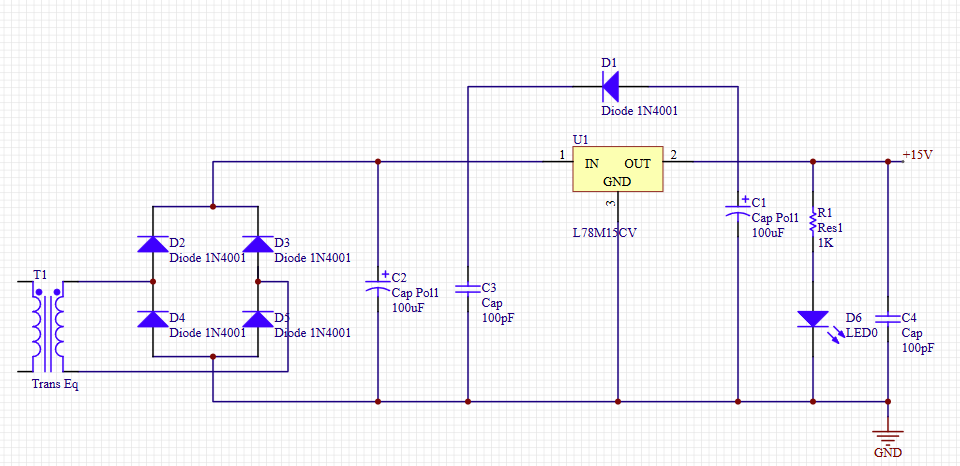 D1
Diode 1N4001
U1
1
IN
OUT
2
GND
3
L78M15CV
+15V
+
C1
Cap Pol1
100uF
R1
Res1
1K
D2
Diode 1N4001
D3
Diode 1N4001
+
C2
Cap Pol1
100uF
C3
Cap
100pF
T1
Trans Eq
D4
Diode 1N4001
D5
Diode 1N4001
D6
LED0
C4
Cap
100pF
GND